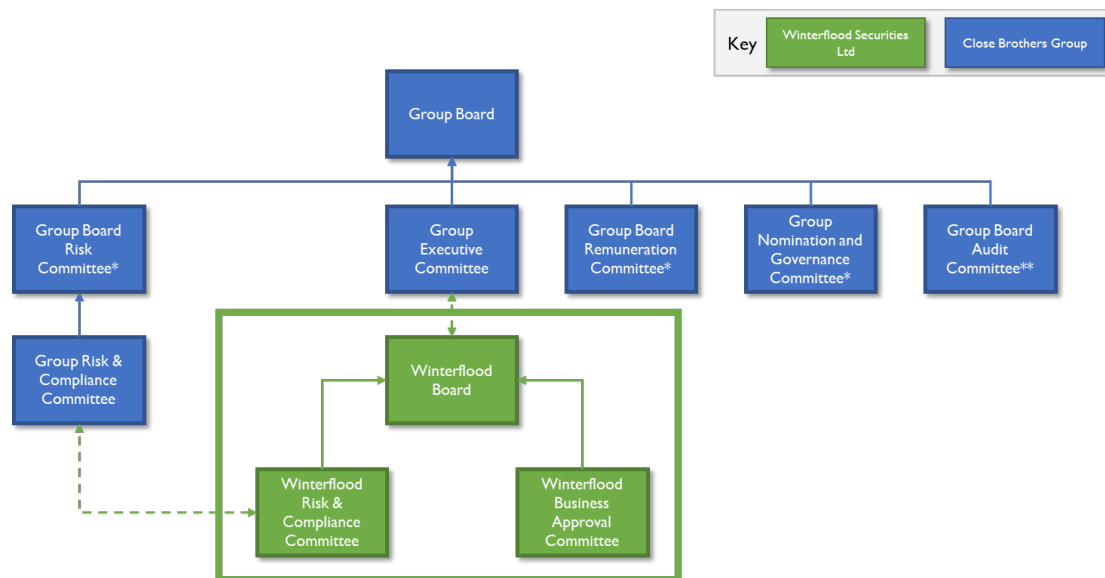 Key
Winterflood Securities
Ltd
Close Brothers Group
Group Board
Group Board
Risk
Committee*
Group
Executive
Committee
Group Board
Remuneration
Committee*
Group
Nomination and
Governance
Committee*
Group Board
Audit
Committee**
Group Risk &
Compliance
Committee
Winterflood
Board
Winterflood
Risk &
Compliance
Committee
Winterflood
Business
Approval
Committee